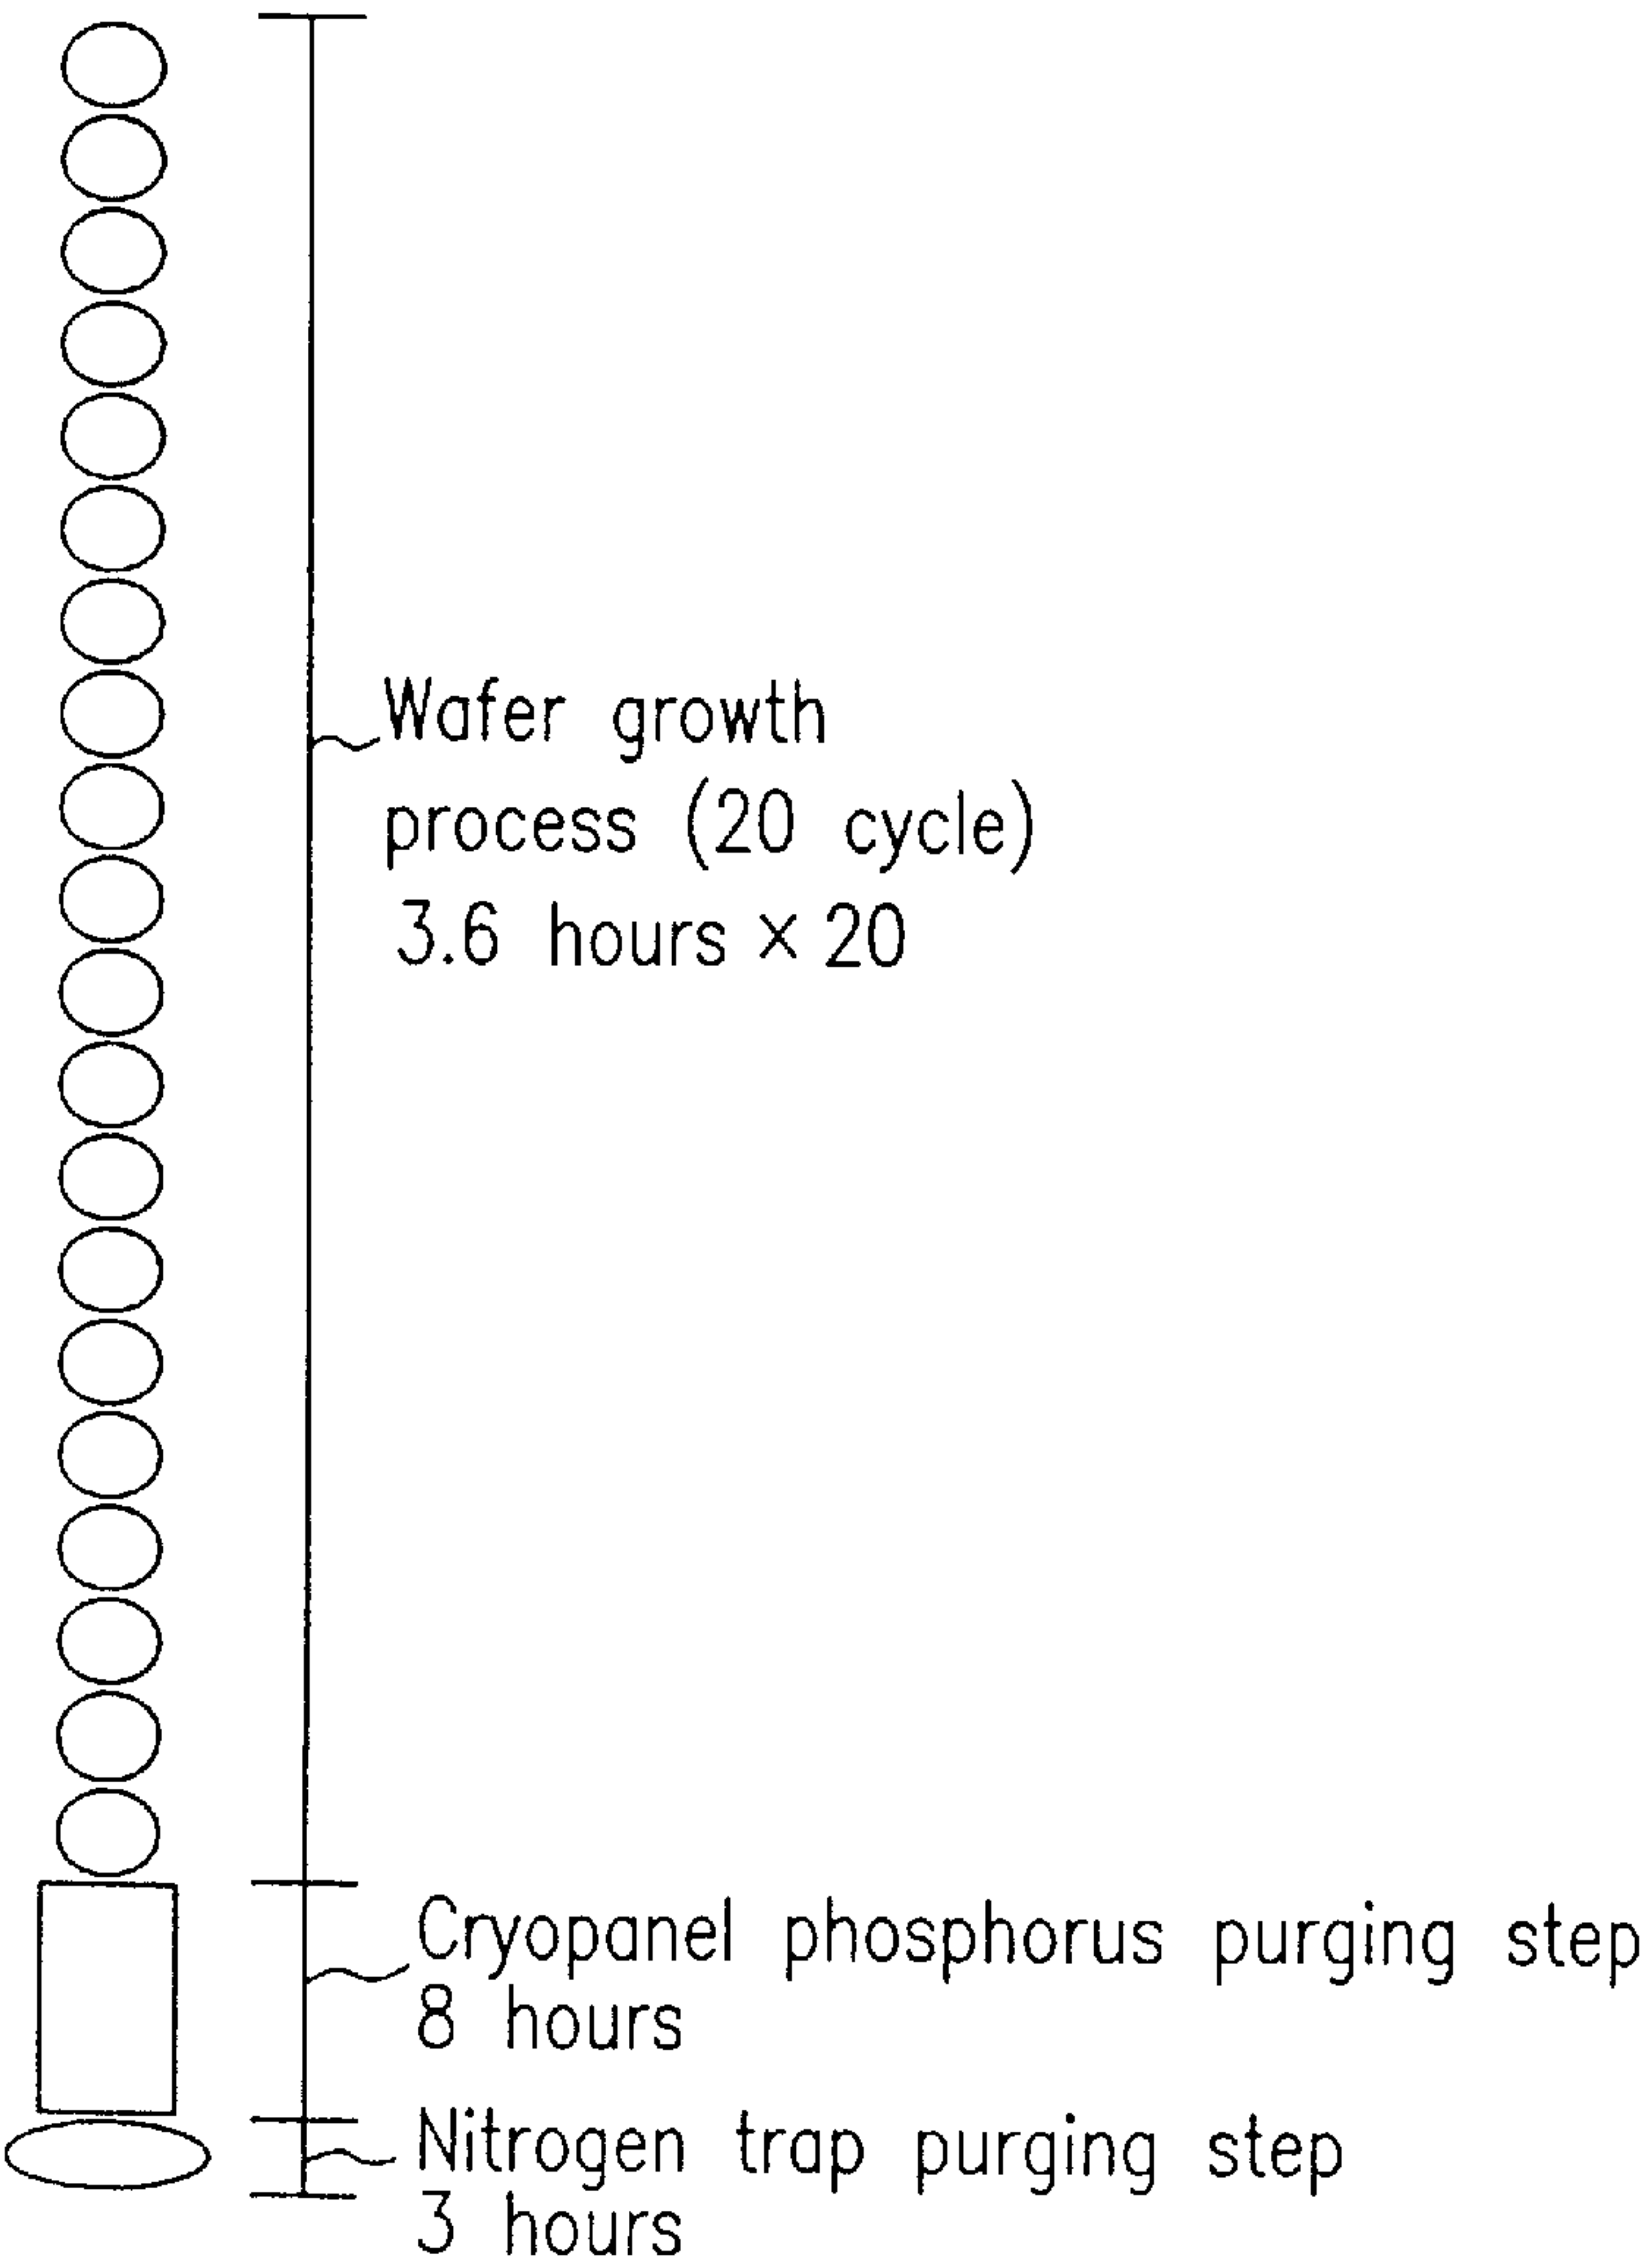 Wafer growth
process (20 cycle)
3.6 hours × 20
Cryopanel phosphorus purging step
8 hours
Nitrogen trap purging step
3 hours